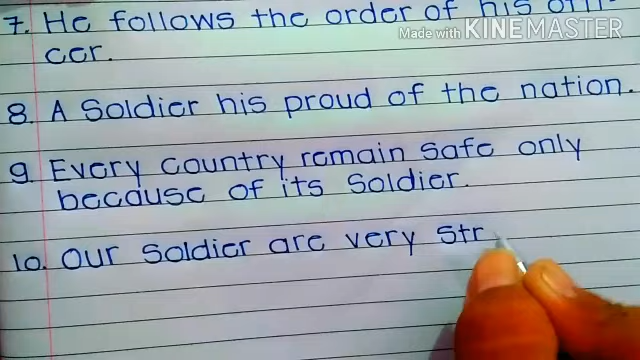 7. He follows the order of his offi-
cer.
Made with KINEMASTER
8. A Soldier his proud of the nation.
9. Every country remain safe only
because of its Soldier.
10. Our Soldier are very Str